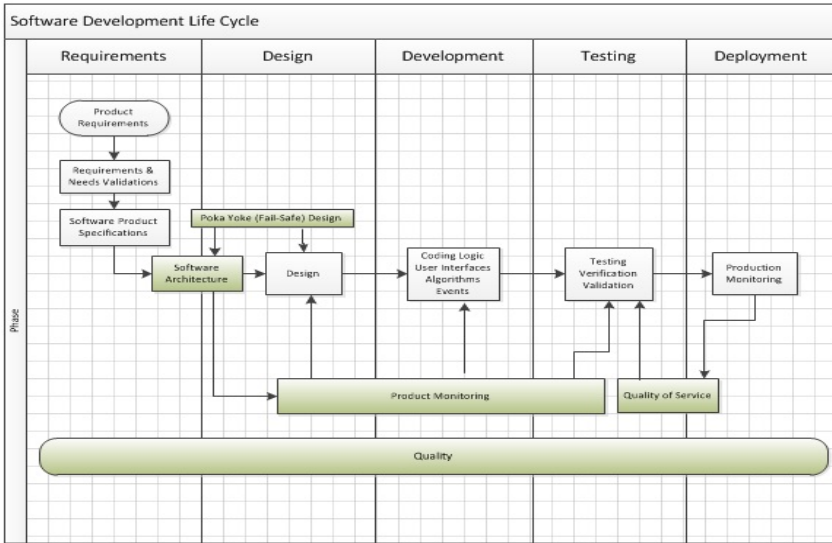 Software Development Life Cycle
Requirements
Design
Development
Testing
Deployment
Phase
Product
Requirements
Requirements &
Needs Validations
Software Product
Specifications
Poka Yoke (Fail-Safe) Design
Software
Architecture
Design
Coding Logic
User Interfaces
Algorithms
Events
Testing
Verification
Validation
Production
Monitoring
Product Monitoring
Quality of Service
Quality